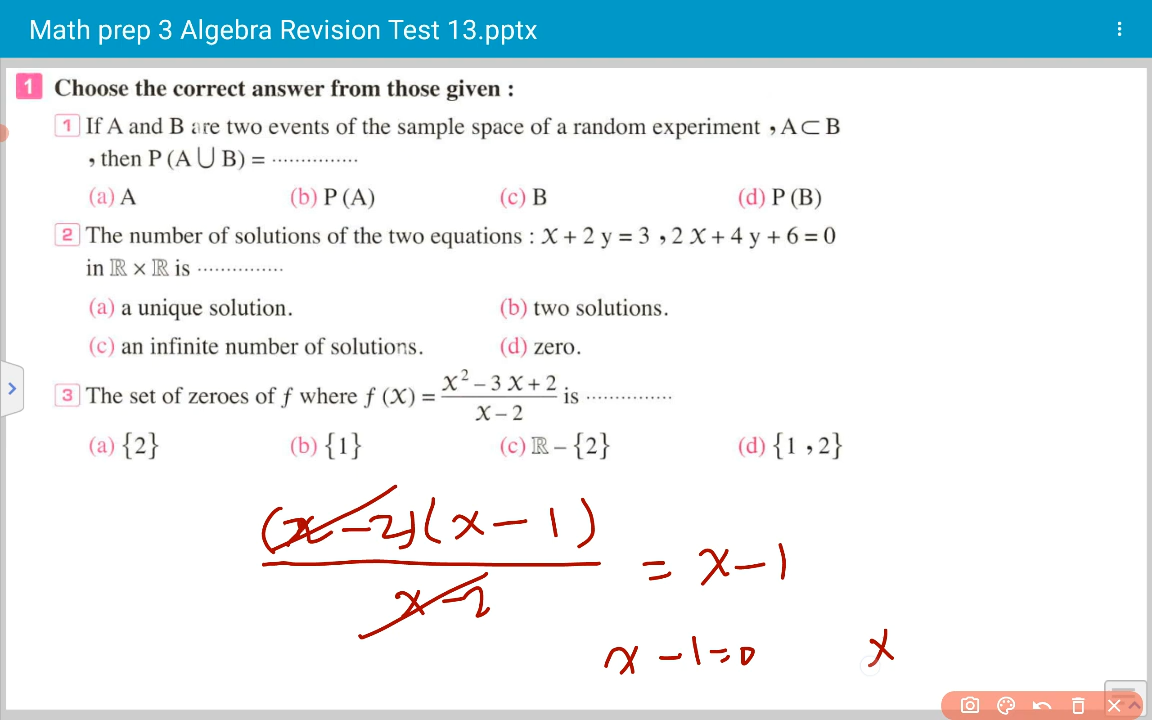 Math prep 3 Algebra Revision Test 13.pptx
1 Choose the correct answer from those given :
1 If A and B are two events of the sample space of a random experiment , A ⊂ B
, then P (A ∪ B) = ...............
(a) A (b) P (A) (c) B (d) P (B)
2 The number of solutions of the two equations : X + 2 y = 3 , 2 X + 4 y + 6 = 0
in ℝ × ℝ is ...............
(a) a unique solution. (b) two solutions.
(c) an infinite number of solutions. (d) zero.
3 The set of zeroes of f where f (X) = (X² – 3 X + 2)/(X – 2) is ...............
(a) {2} (b) {1} (c) ℝ – {2} (d) {1 , 2}
(x-2)(x-1)/(x-2) = x-1
x-1=0 x